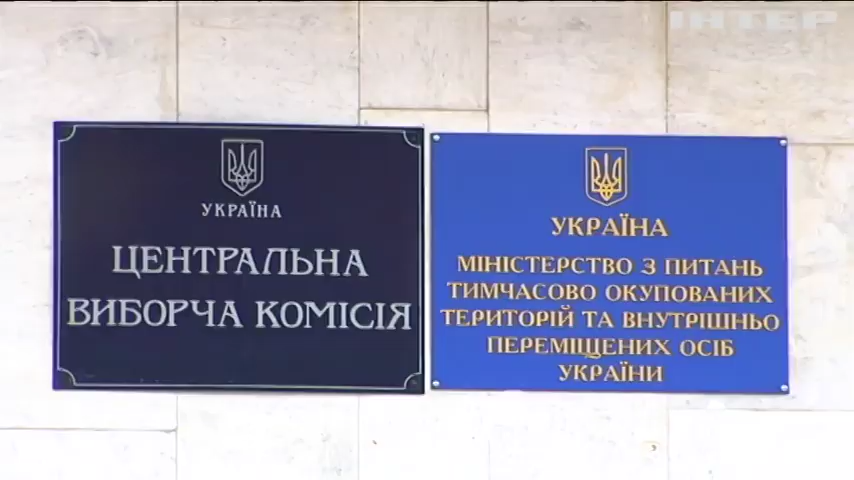 ІНТЕР
УКРАЇНА
ЦЕНТРАЛЬНА
ВИБОРЧА КОМІСІЯ
УКРАЇНА
МІНІСТЕРСТВО З ПИТАНЬ
ТИМЧАСОВО ОКУПОВАНИХ
ТЕРИТОРІЙ ТА ВНУТРІШНЬО
ПЕРЕМІЩЕНИХ ОСІБ
УКРАЇНИ